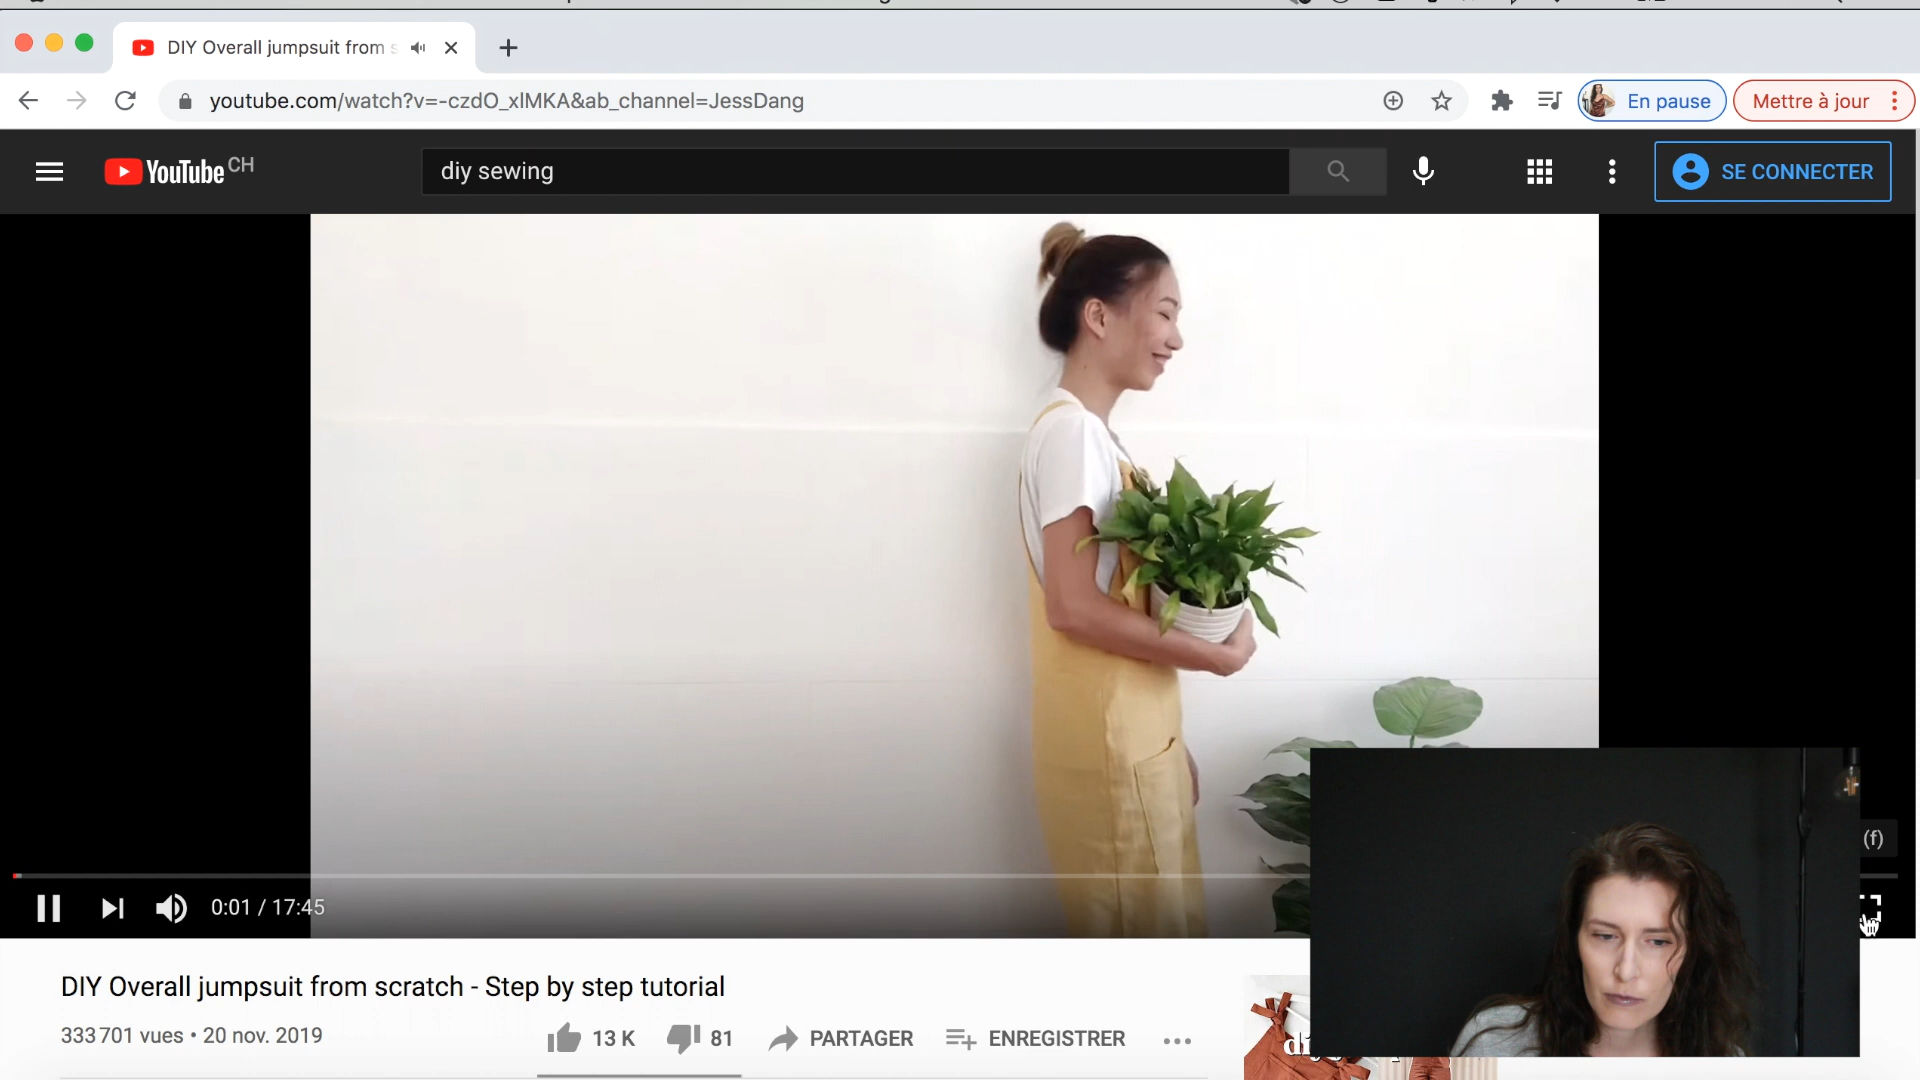 DIY Overall jumpsuit from s
youtube.com/watch?v=-czdO_xlMKA&ab_channel=JessDang
En pause
Mettre à jour
YouTube CH
diy sewing
SE CONNECTER
(f)
0:01 / 17:45
DIY Overall jumpsuit from scratch - Step by step tutorial
333 701 vues • 20 nov. 2019
13 K
81
PARTAGER
ENREGISTRER